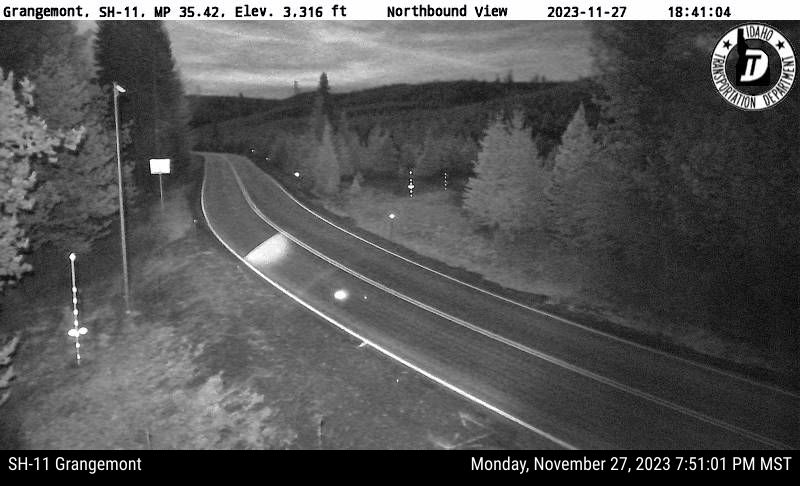 Grangemont, SH-11, MP 35.42, Elev. 3,316 ft Northbound View 2023-11-27 18:41:04
IDAHO
TRANSPORTATION DEPARTMENT
SH-11 Grangemont Monday, November 27, 2023 7:51:01 PM MST